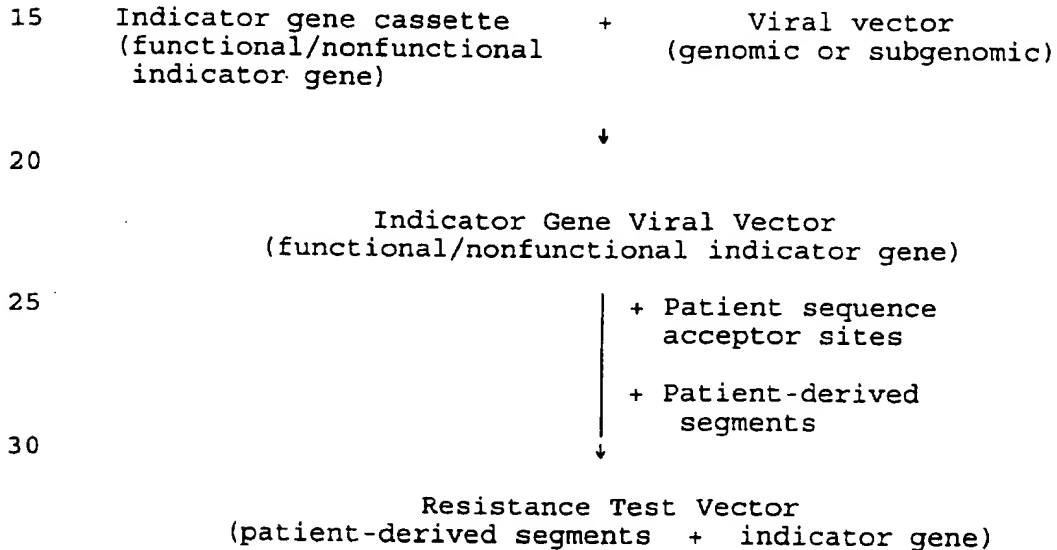 15 Indicator gene cassette + Viral vector
(functional/nonfunctional (genomic or subgenomic)
indicator gene)
20
Indicator Gene Viral Vector
(functional/nonfunctional indicator gene)
25 + Patient sequence
acceptor sites
+ Patient-derived
segments
30
Resistance Test Vector
(patient-derived segments + indicator gene)